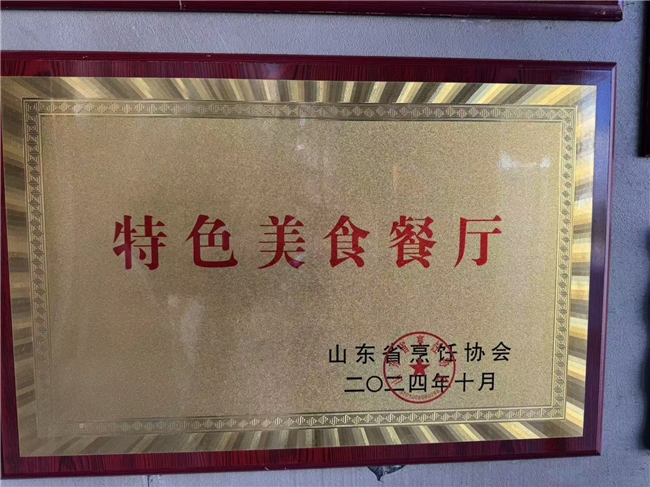 特色美食餐厅
山东省烹饪协会
二〇二四年十月